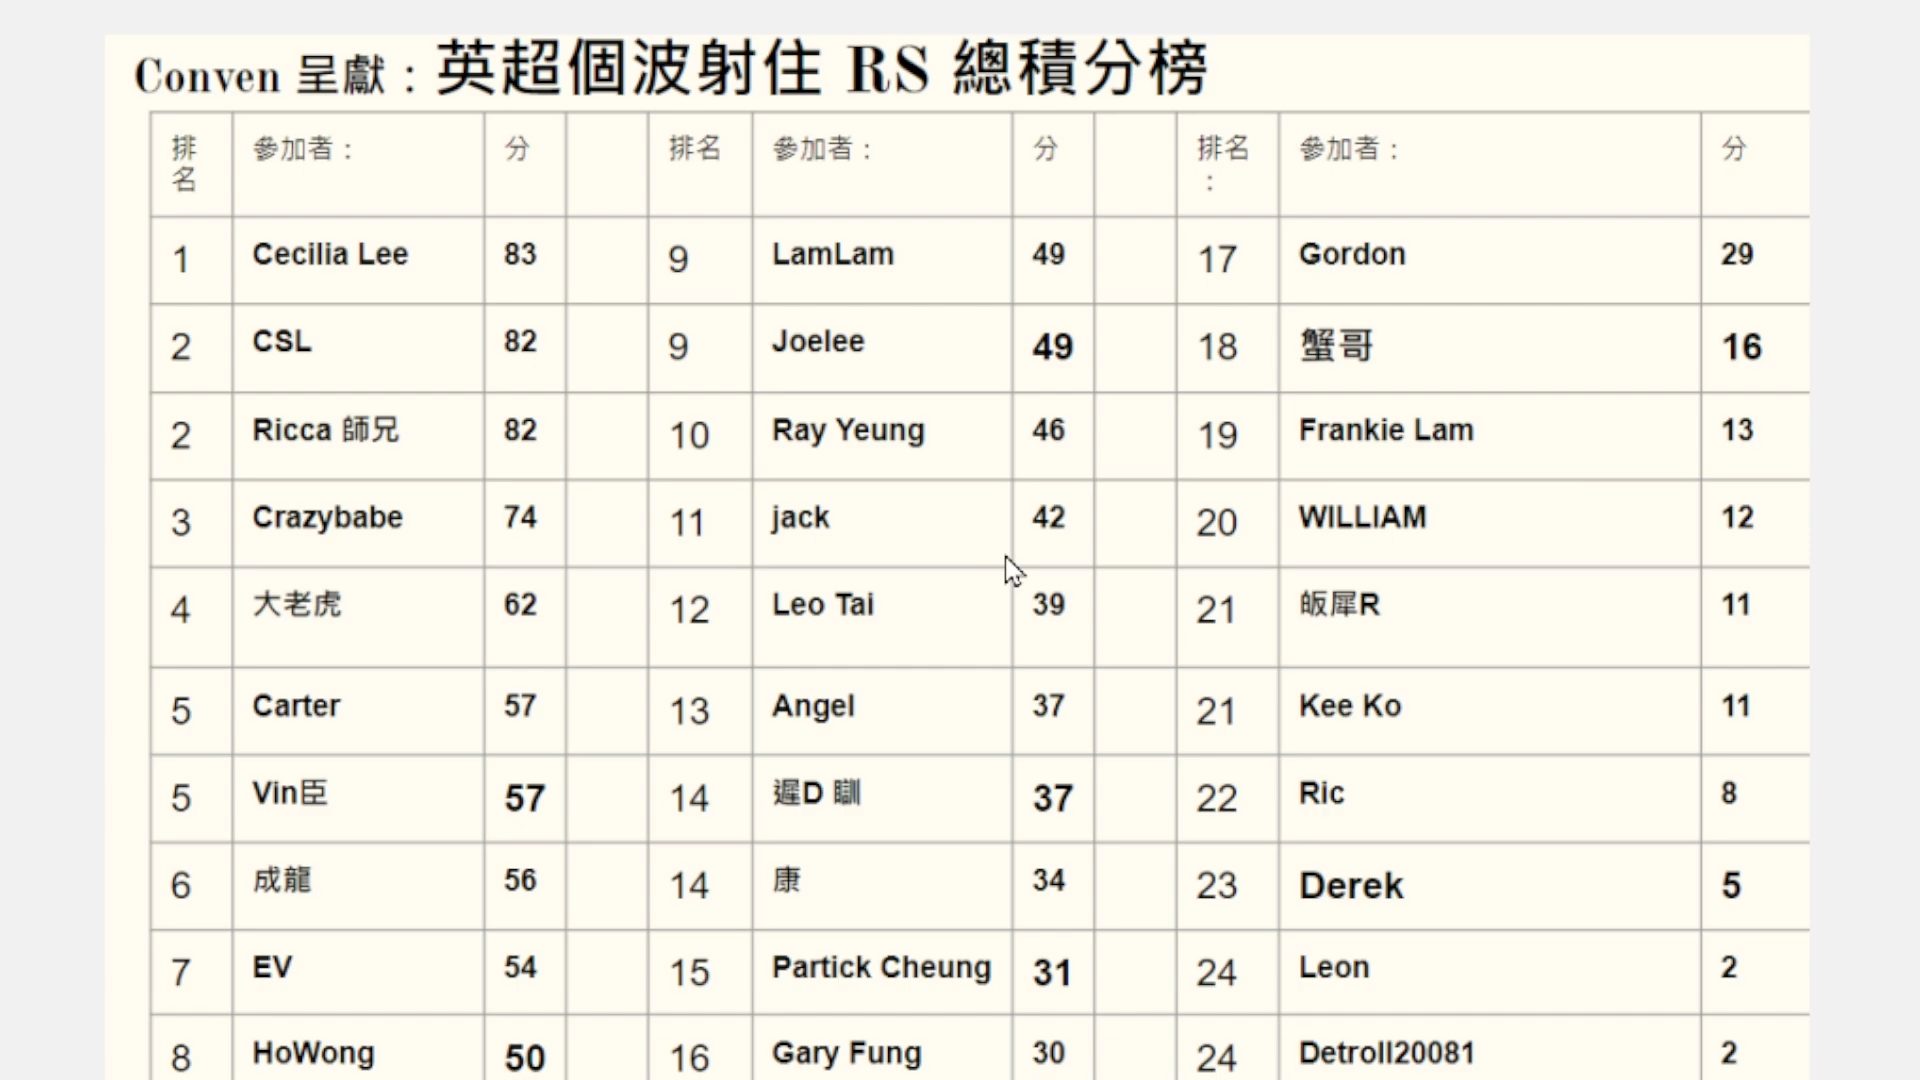 Conven 呈獻：英超個波射住 RS 總積分榜
排名 參加者： 分 排名 參加者： 分 排名： 參加者： 分
1 Cecilia Lee 83 9 LamLam 49 17 Gordon 29
2 CSL 82 9 Joelee 49 18 蟹哥 16
2 Ricca 師兄 82 10 Ray Yeung 46 19 Frankie Lam 13
3 Crazybabe 74 11 jack 42 20 WILLIAM 12
4 大老虎 62 12 Leo Tai 39 21 皈犀R 11
5 Carter 57 13 Angel 37 21 Kee Ko 11
5 Vin臣 57 14 遲D 瞓 37 22 Ric 8
6 成龍 56 14 康 34 23 Derek 5
7 EV 54 15 Partick Cheung 31 24 Leon 2
8 HoWong 50 16 Gary Fung 30 24 Detroll20081 2